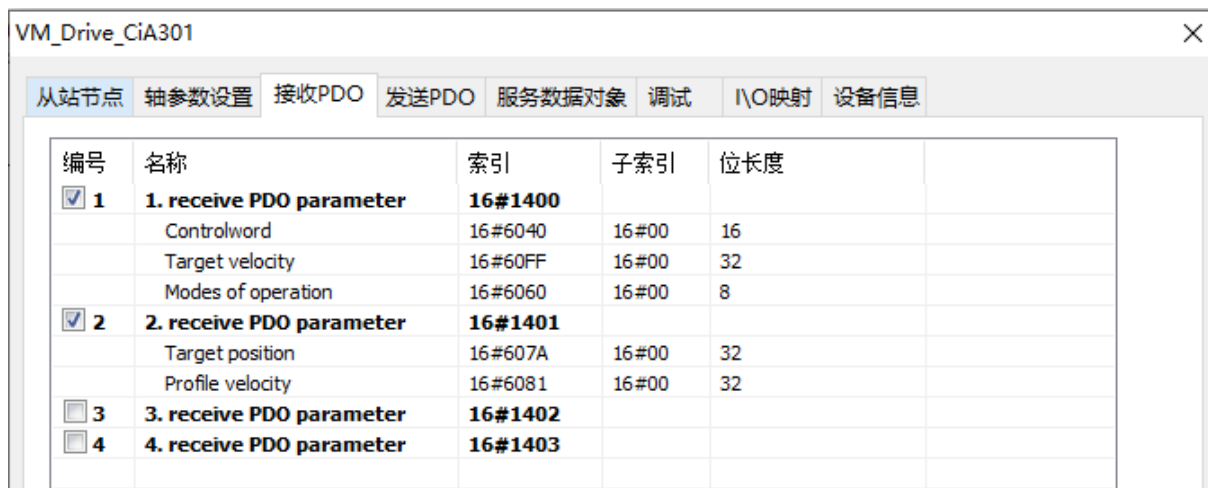 VM_Drive_CiA301
从站节点 轴参数设置 接收PDO 发送PDO 服务数据对象 调试 I\O映射 设备信息
编号 名称 索引 子索引 位长度
1 1. receive PDO parameter 16#1400
Controlword 16#6040 16#00 16
Target velocity 16#60FF 16#00 32
Modes of operation 16#6060 16#00 8
2 2. receive PDO parameter 16#1401
Target position 16#607A 16#00 32
Profile velocity 16#6081 16#00 32
3 3. receive PDO parameter 16#1402
4 4. receive PDO parameter 16#1403